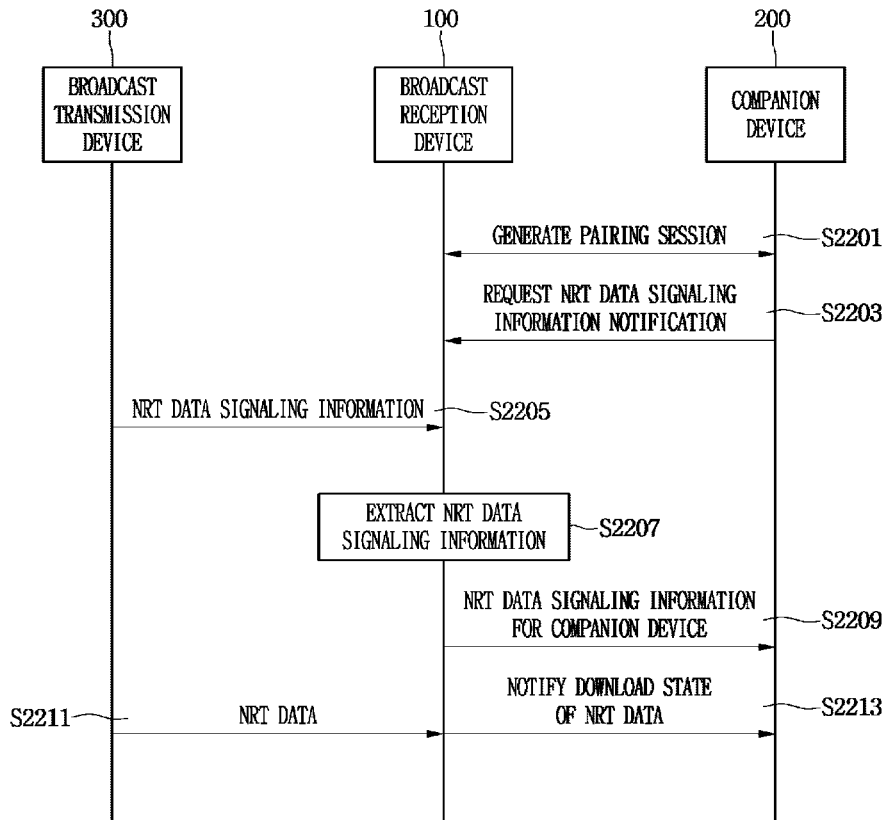 300
100
200
BROADCAST
TRANSMISSION
DEVICE
BROADCAST
RECEPTION
DEVICE
COMPANION
DEVICE
GENERATE PAIRING SESSION
S2201
REQUEST NRT DATA SIGNALING
INFORMATION NOTIFICATION
S2203
NRT DATA SIGNALING INFORMATION
S2205
EXTRACT NRT DATA
SIGNALING INFORMATION
S2207
NRT DATA SIGNALING INFORMATION
FOR COMPANION DEVICE
S2209
S2211
NRT DATA
NOTIFY DOWNLOAD STATE
OF NRT DATA
S2213